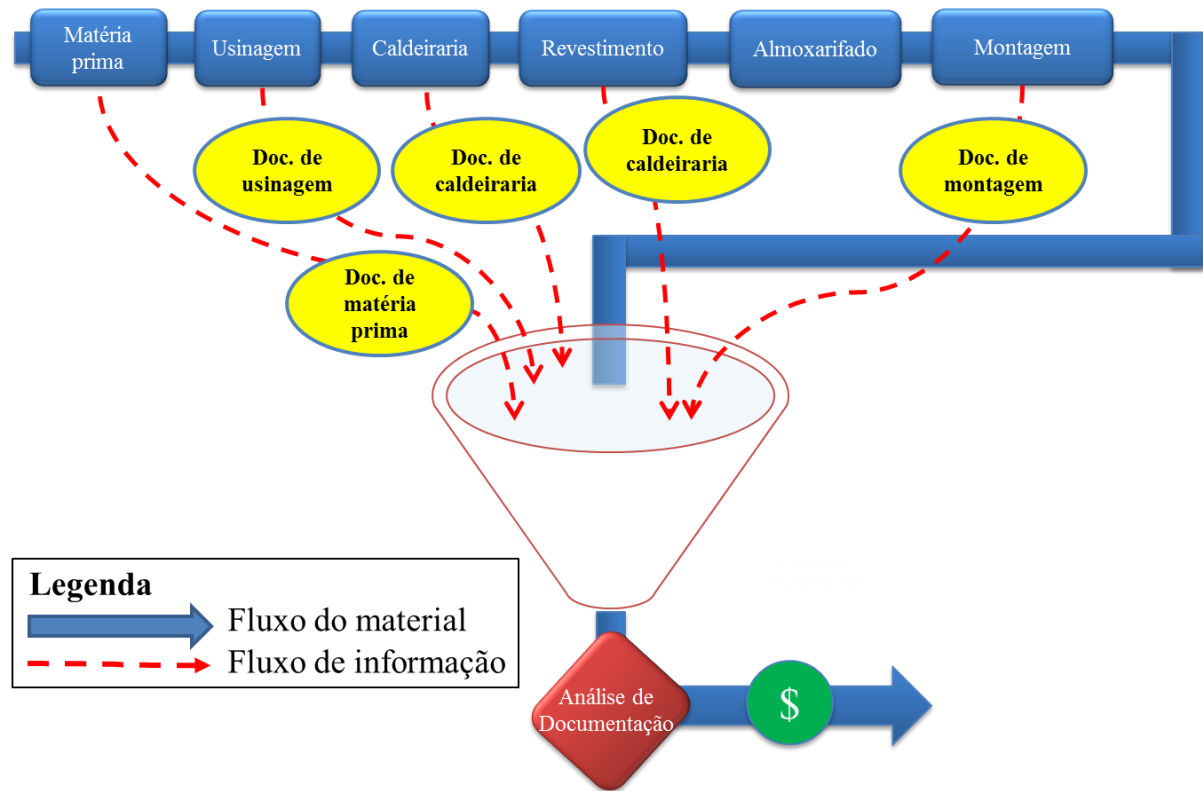 Matéria
prima
Usinagem
Caldeiraria
Revestimento
Almoxarifado
Montagem
Doc. de
usinagem
Doc. de
caldeiraria
Doc. de
caldeiraria
Doc. de
montagem
Doc. de
matéria
prima
Legenda
Fluxo do material
Fluxo de informação
Análise de
Documentação
$